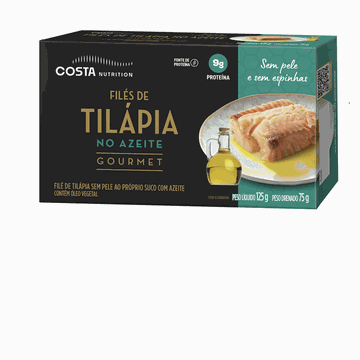 COSTA NUTRITION
FONTE DE
PROTEÍNA
9g
PROTEÍNA
Sem pele
e sem espinhas
FILÉS DE
TILÁPIA
NO AZEITE
GOURMET
FILÉ DE TILÁPIA SEM PELE AO PRÓPRIO SUCO COM AZEITE
CONTÉM ÓLEO VEGETAL
PESO LÍQUIDO 125 g PESO DRENADO 75 g